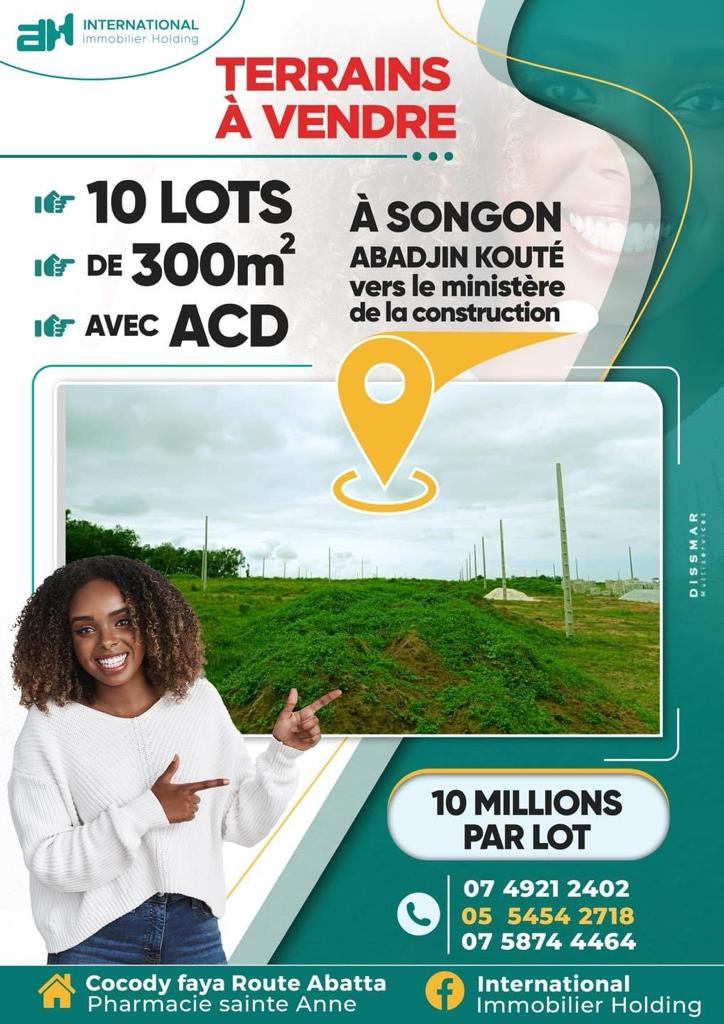 aH INTERNATIONAL
Immobilier Holding
TERRAINS
À VENDRE
10 LOTS
DE 300m²
AVEC ACD
À SONGON
ABADJIN KOUTÉ
vers le ministère
de la construction
DISSMAR
Multiservices
10 MILLIONS
PAR LOT
07 4921 2402
05 5454 2718
07 5874 4464
Cocody faya Route Abatta
Pharmacie sainte Anne
International
Immobilier Holding